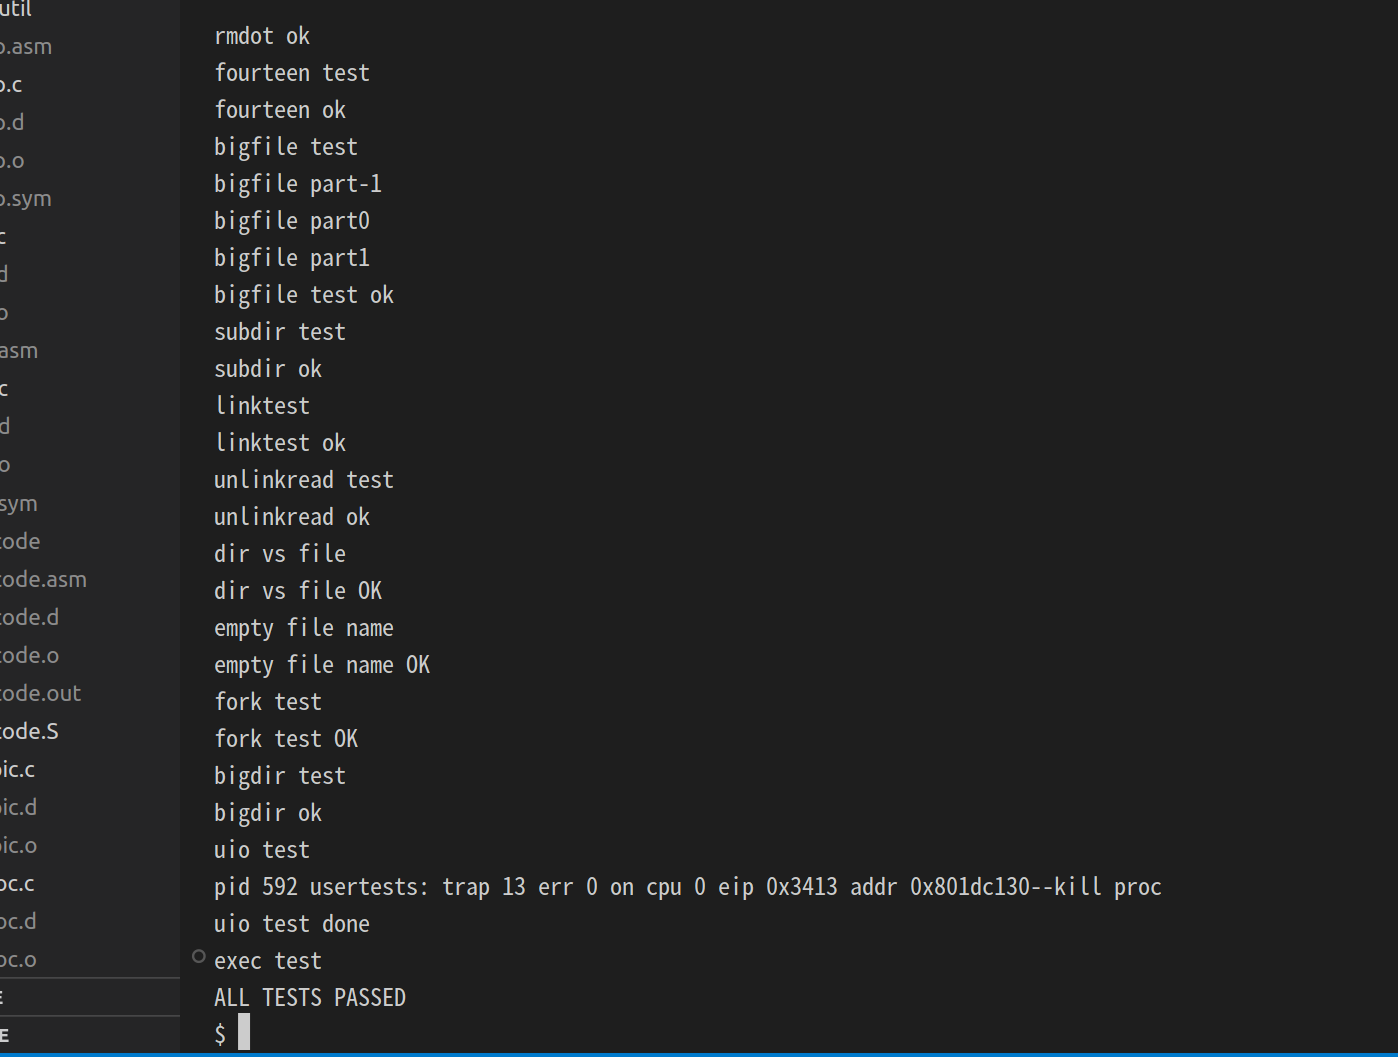 util
o.asm
o.c
o.d
o.o
o.sym
c
d
o
asm
c
d
o
sym
code
code.asm
code.d
code.o
code.out
code.S
pic.c
pic.d
pic.o
oc.c
oc.d
oc.o
E
E
rmdot ok
fourteen test
fourteen ok
bigfile test
bigfile part-1
bigfile part0
bigfile part1
bigfile test ok
subdir test
subdir ok
linktest
linktest ok
unlinkread test
unlinkread ok
dir vs file
dir vs file OK
empty file name
empty file name OK
fork test
fork test OK
bigdir test
bigdir ok
uio test
pid 592 usertests: trap 13 err 0 on cpu 0 eip 0x3413 addr 0x801dc130--kill proc
uio test done
exec test
ALL TESTS PASSED
$